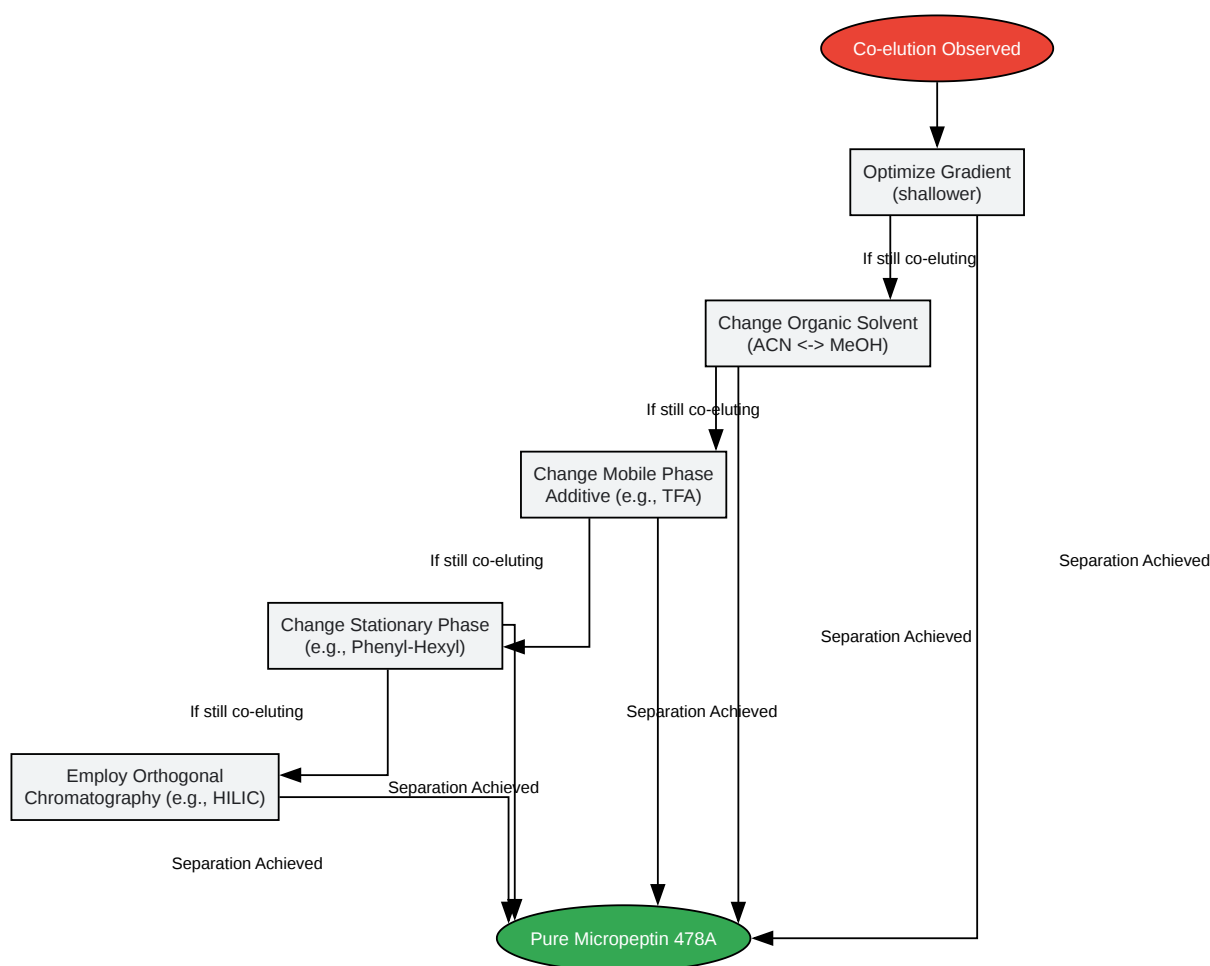 Co-elution Observed
Optimize Gradient
(shallower)
If still co-eluting
Change Organic Solvent
(ACN <-> MeOH)
If still co-eluting
Change Mobile Phase
Additive (e.g., TFA)
If still co-eluting
Separation Achieved
Change Stationary Phase
(e.g., Phenyl-Hexyl)
Separation Achieved
If still co-eluting
Separation Achieved
Employ Orthogonal
Chromatography (e.g., HILIC)
Separation Achieved
Separation Achieved
Pure Micropeptin 478A